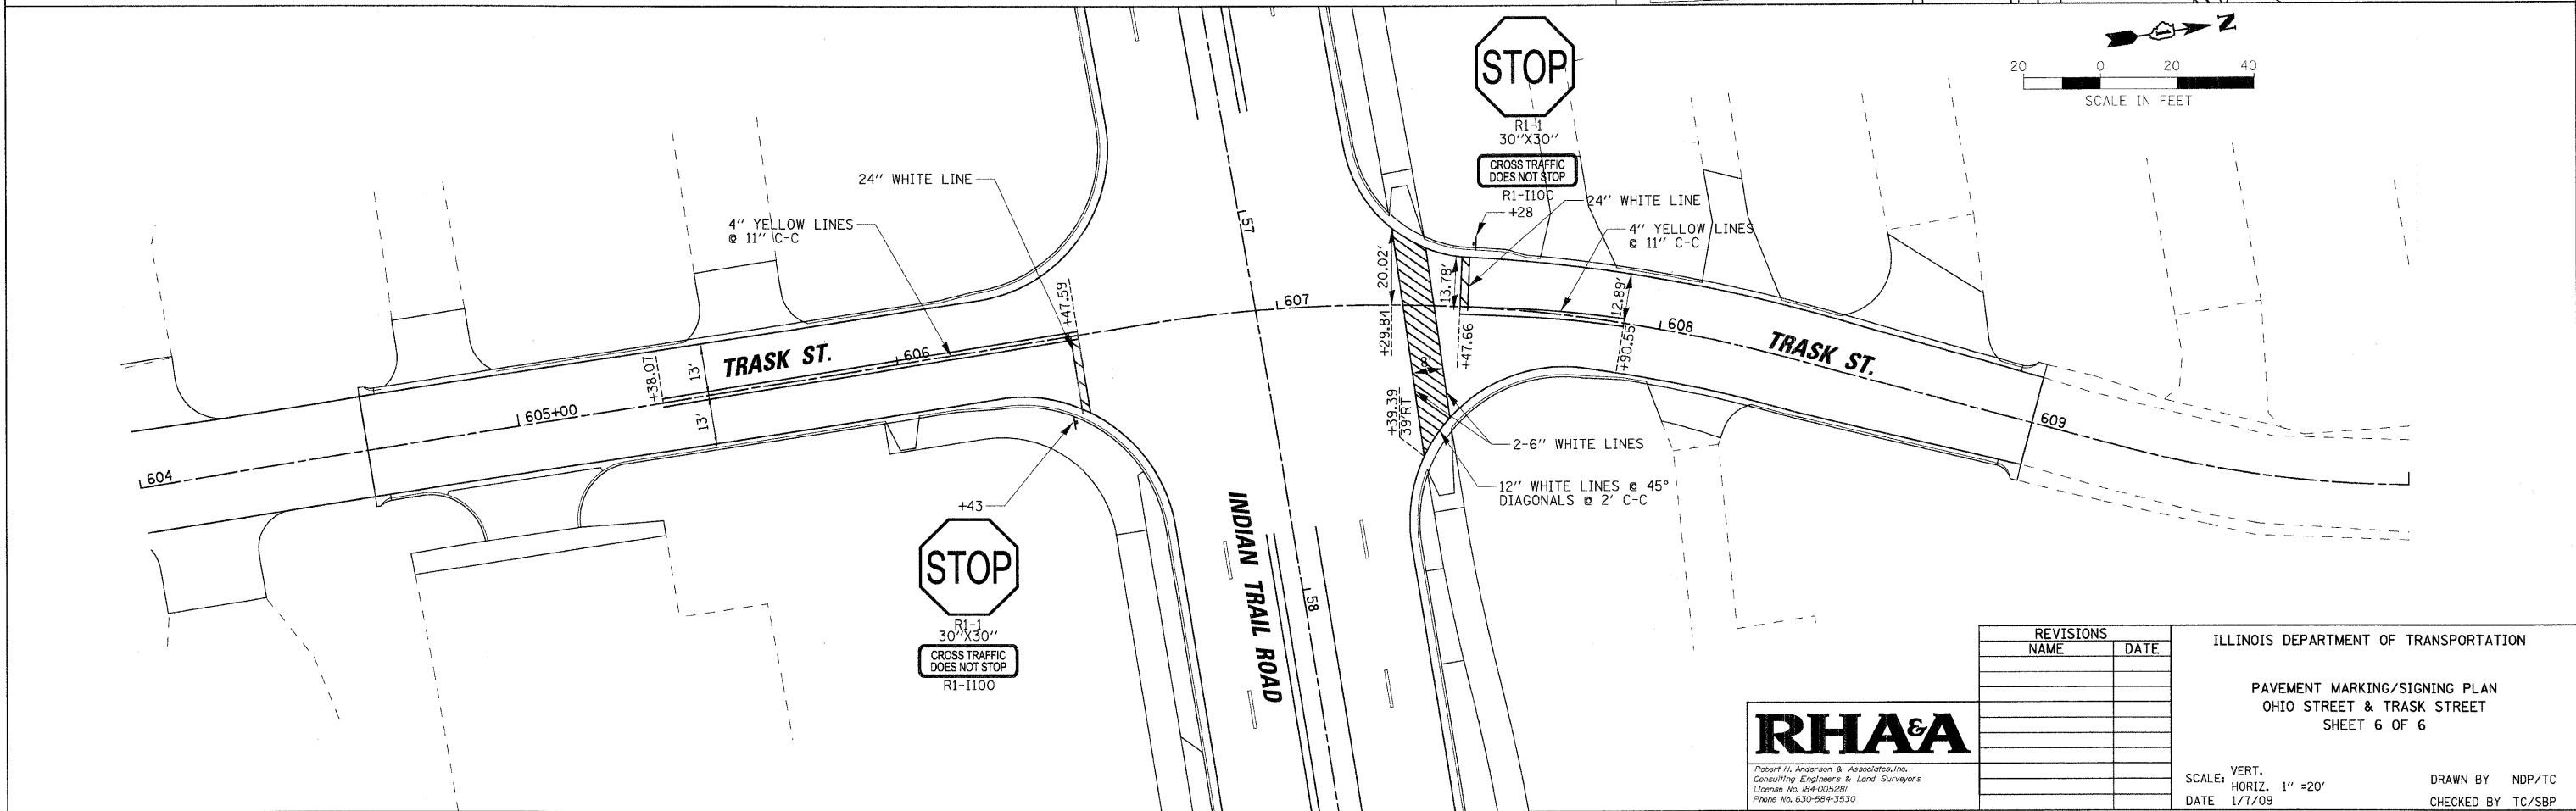 STOP
R1-1
30"X30"
CROSS TRAFFIC
DOES NOT STOP
R1-I100
+28
N
20 0 20 40
SCALE IN FEET
24" WHITE LINE
4" YELLOW LINES
@ 11" C-C
24" WHITE LINE
4" YELLOW LINES
@ 11" C-C
57
20.02'
13.78'
12.89'
+47.59
607
+29.84
+47.66
608
+90.55
TRASK ST.
TRASK ST.
606
+38.07
13'
13'
605+00
604
609
8'
+39.39
39'RT
2-6" WHITE LINES
12" WHITE LINES @ 45°
DIAGONALS @ 2' C-C
+43
STOP
R1-1
30"X30"
CROSS TRAFFIC
DOES NOT STOP
R1-I100
INDIAN TRAIL ROAD
58
RHA&A
Robert H. Anderson & Associates, Inc.
Consulting Engineers & Land Surveyors
License No. 184-005281
Phone No. 630-584-3530
REVISIONS
NAME DATE
ILLINOIS DEPARTMENT OF TRANSPORTATION
PAVEMENT MARKING/SIGNING PLAN
OHIO STREET & TRASK STREET
SHEET 6 OF 6
SCALE: VERT.
HORIZ. 1" =20'
DATE 1/7/09
DRAWN BY NDP/TC
CHECKED BY TC/SBP